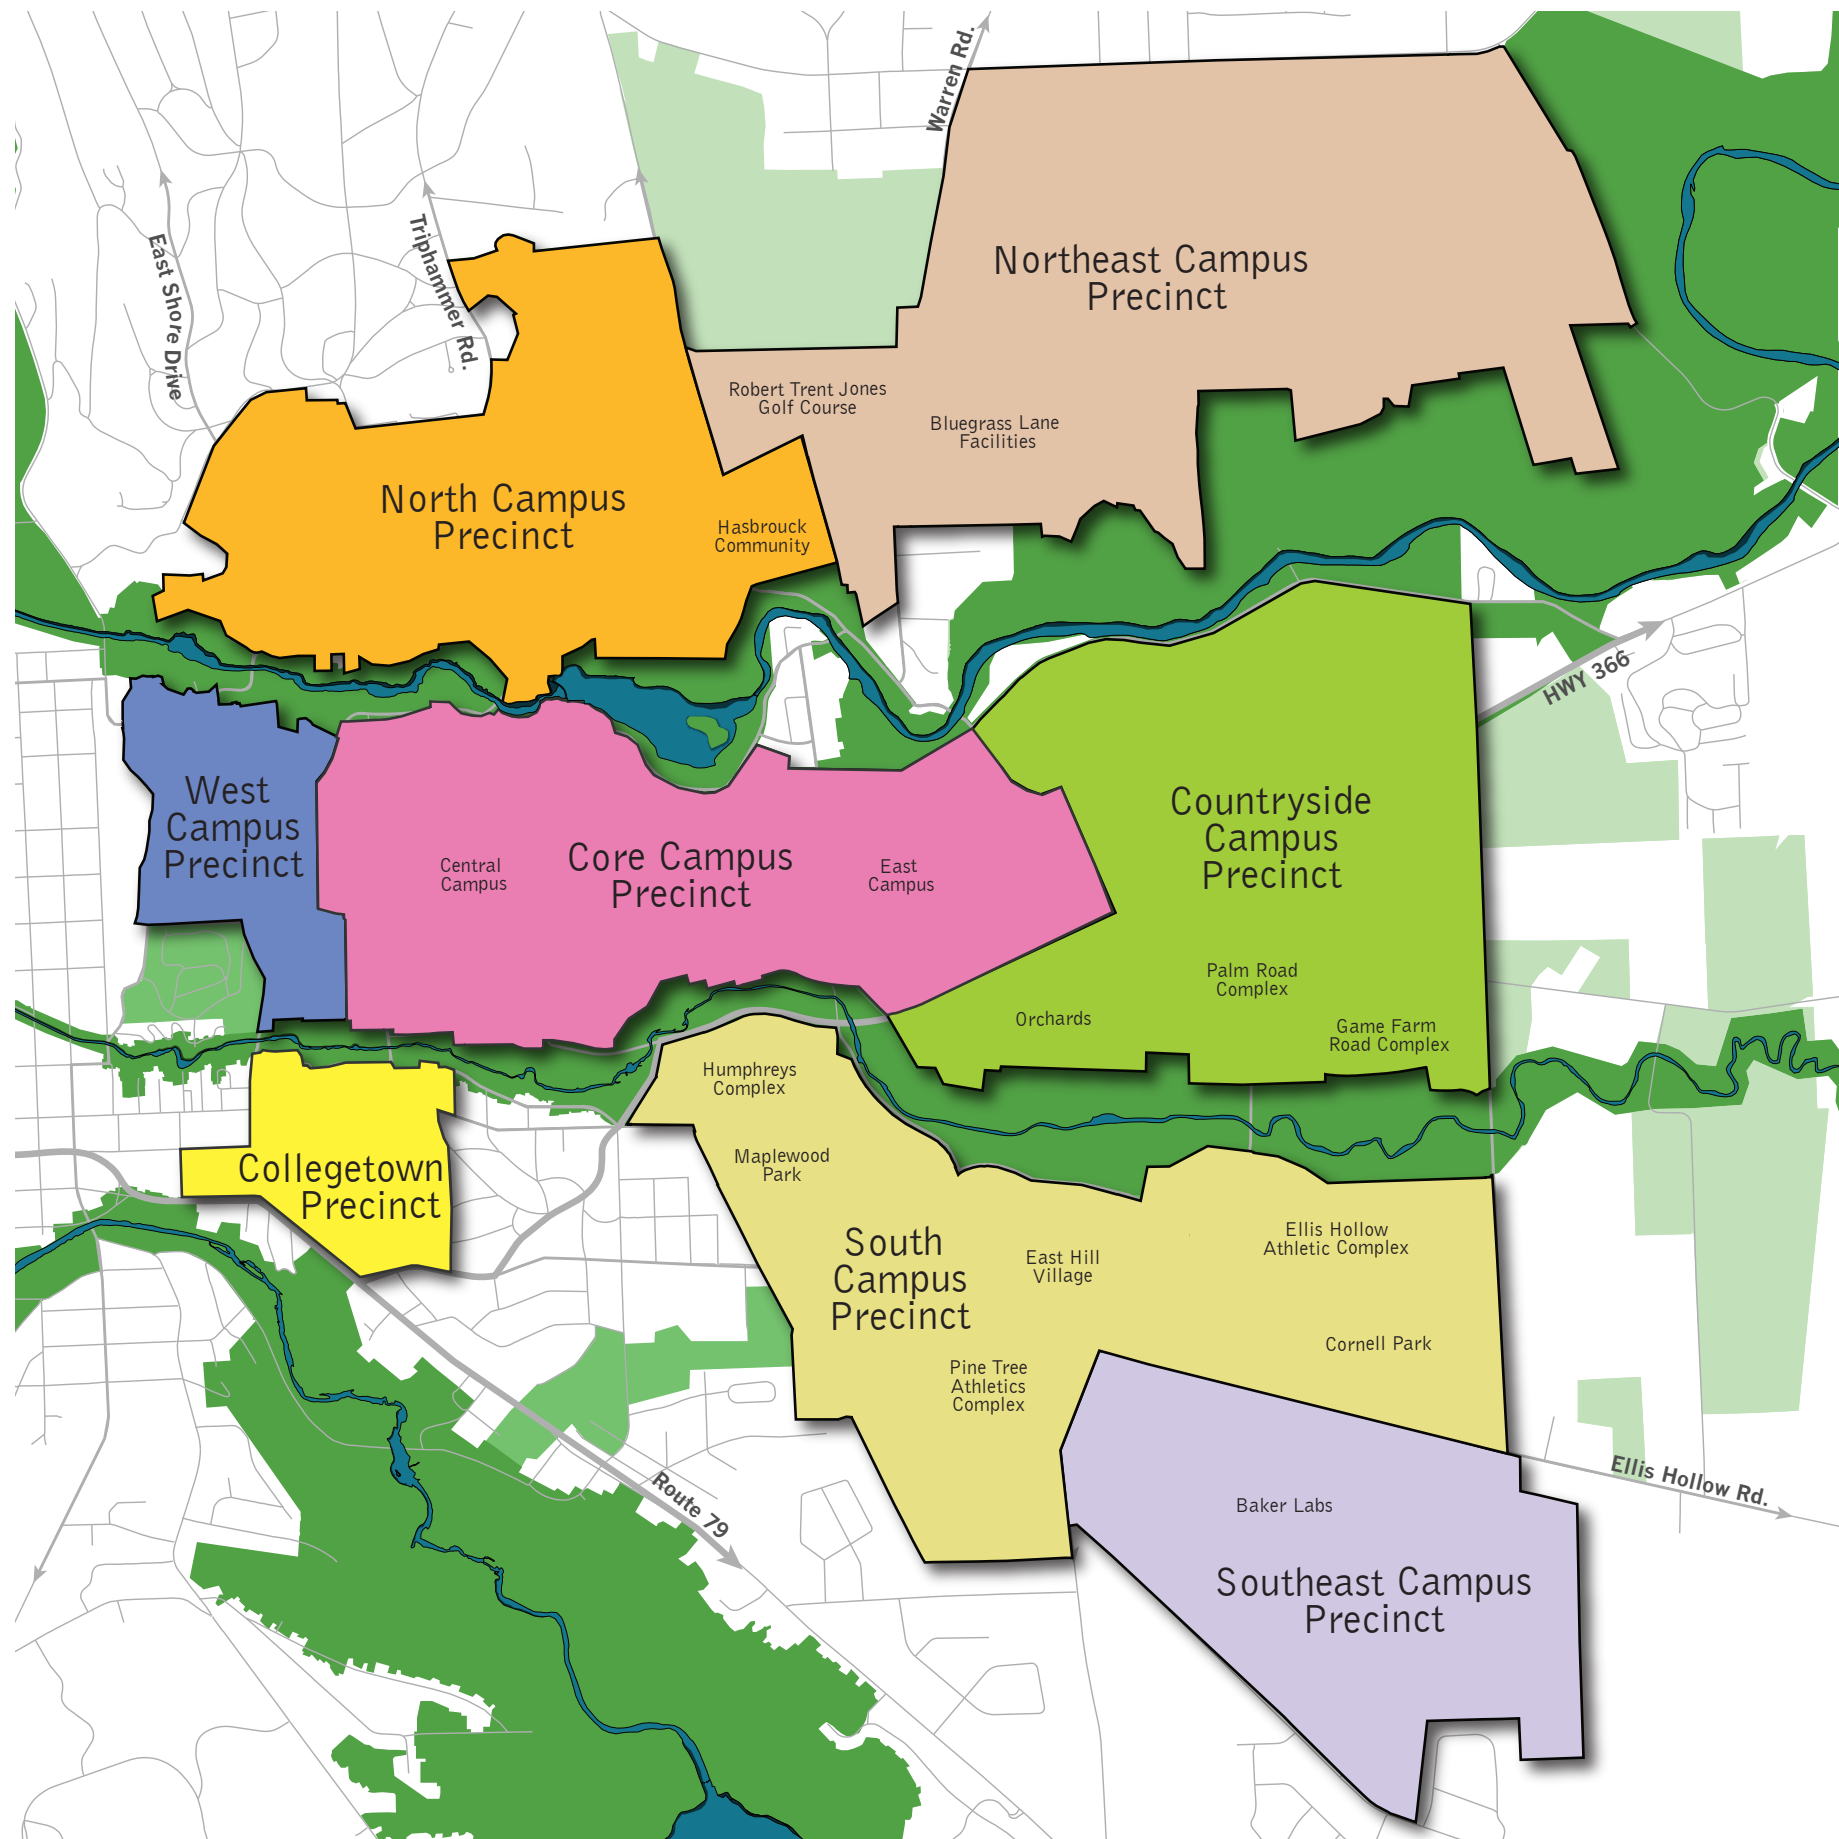 Warren Rd.
East Shore Drive
Triphammer Rd.
Northeast Campus
Precinct
Robert Trent Jones
Golf Course
Bluegrass Lane
Facilities
North Campus
Precinct
Hasbrouck
Community
HWY 366
West
Campus
Precinct
Central
Campus
Core Campus
Precinct
East
Campus
Countryside
Campus
Precinct
Palm Road
Complex
Orchards
Game Farm
Road Complex
Humphreys
Complex
Maplewood
Park
Collegetown
Precinct
South
Campus
Precinct
East Hill
Village
Ellis Hollow
Athletic Complex
Cornell Park
Pine Tree
Athletics
Complex
Route 79
Ellis Hollow Rd.
Baker Labs
Southeast Campus
Precinct